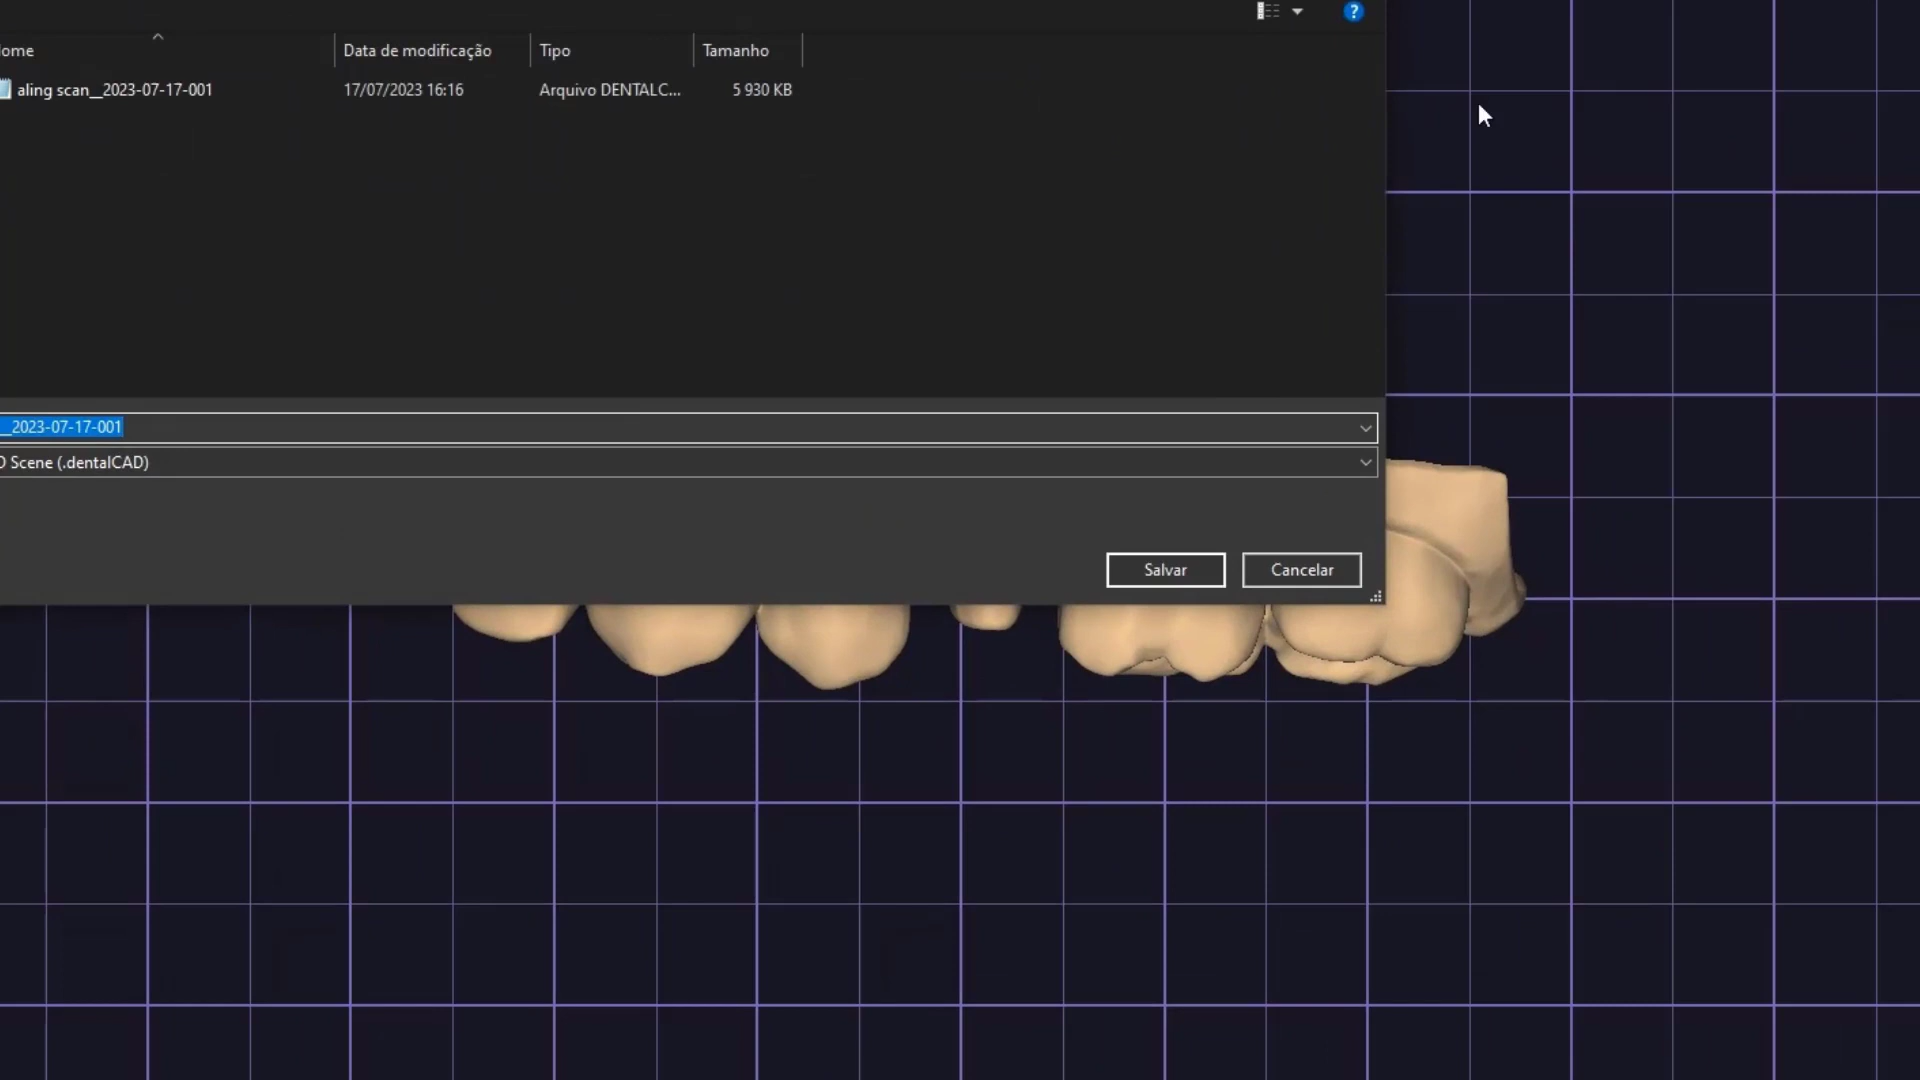 ome Data de modificação Tipo Tamanho
aling scan__2023-07-17-001 17/07/2023 16:16 Arquivo DENTALC... 5 930 KB
__2023-07-17-001
D Scene (.dentalCAD)
Salvar Cancelar